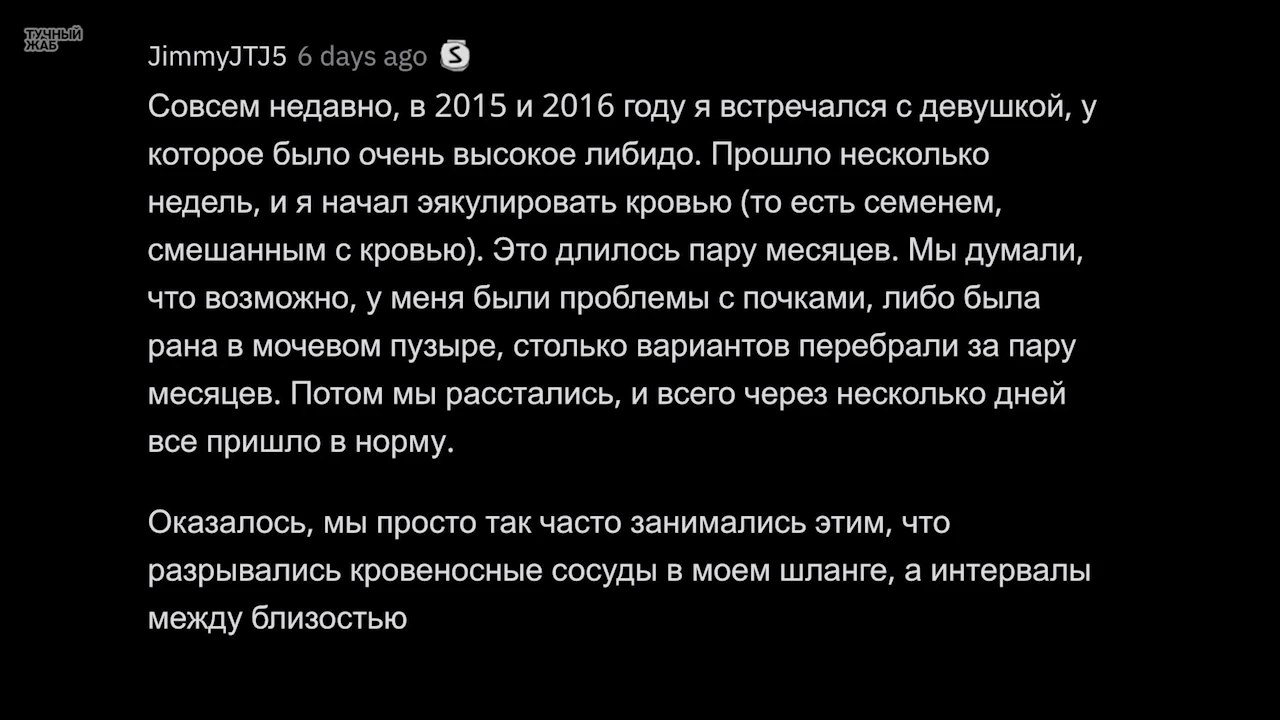 ТУЧНЫЙ
ЖАБ
JimmyJTJ5 6 days ago S
Совсем недавно, в 2015 и 2016 году я встречался с девушкой, у
которое было очень высокое либидо. Прошло несколько
недель, и я начал эякулировать кровью (то есть семенем,
смешанным с кровью). Это длилось пару месяцев. Мы думали,
что возможно, у меня были проблемы с почками, либо была
рана в мочевом пузыре, столько вариантов перебрали за пару
месяцев. Потом мы расстались, и всего через несколько дней
все пришло в норму.
Оказалось, мы просто так часто занимались этим, что
разрывались кровеносные сосуды в моем шланге, а интервалы
между близостью